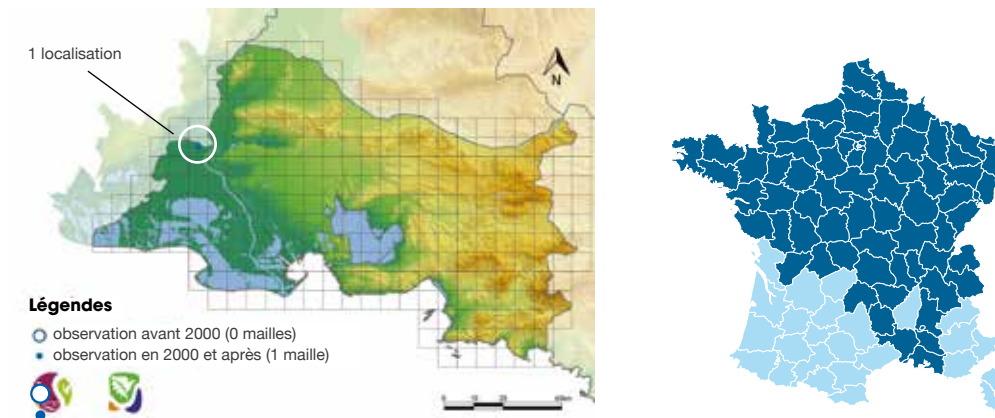 1 localisation
N
Légendes
observation avant 2000 (0 mailles)
observation en 2000 et après (1 maille)